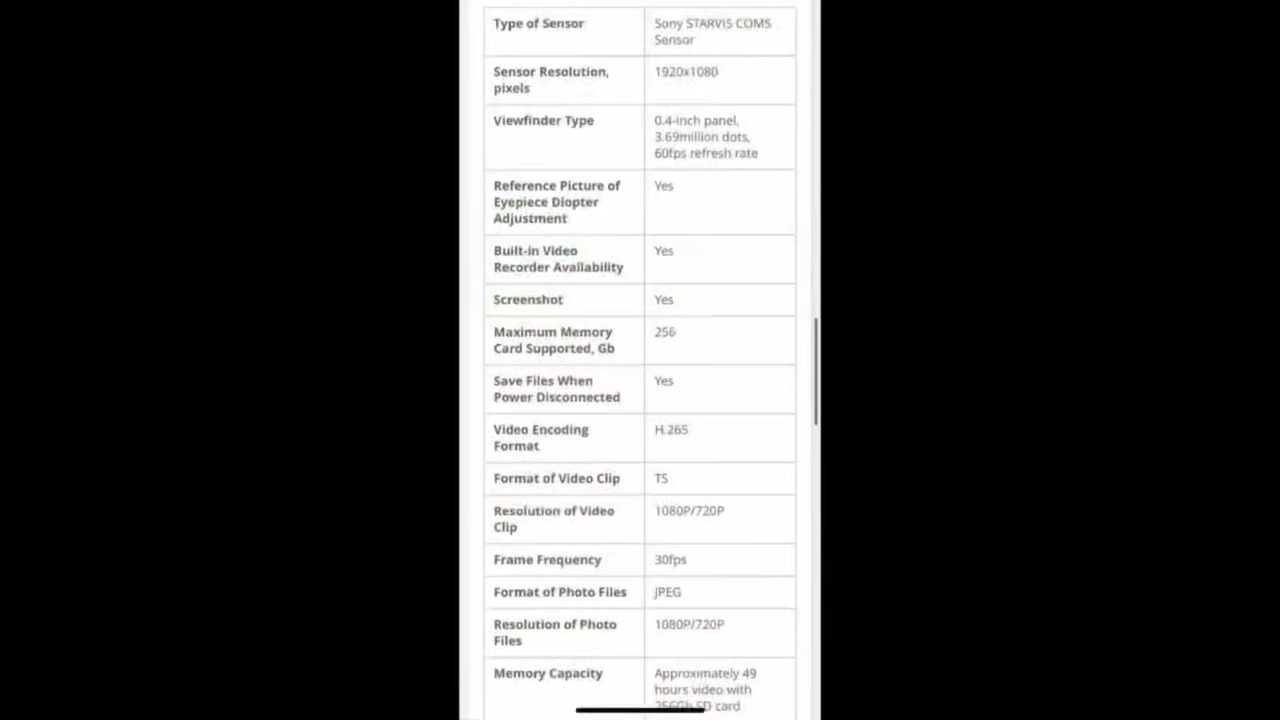 Type of Sensor
Sony STARVIS COMS
Sensor
Sensor Resolution,
pixels
1920x1080
Viewfinder Type
0.4-inch panel,
3.69million dots,
60fps refresh rate
Reference Picture of
Eyepiece Diopter
Adjustment
Yes
Built-in Video
Recorder Availability
Yes
Screenshot
Yes
Maximum Memory
Card Supported, Gb
256
Save Files When
Power Disconnected
Yes
Video Encoding
Format
H.265
Format of Video Clip
TS
Resolution of Video
Clip
1080P/720P
Frame Frequency
30fps
Format of Photo Files
JPEG
Resolution of Photo
Files
1080P/720P
Memory Capacity
Approximately 49
hours video with
256Gb SD card